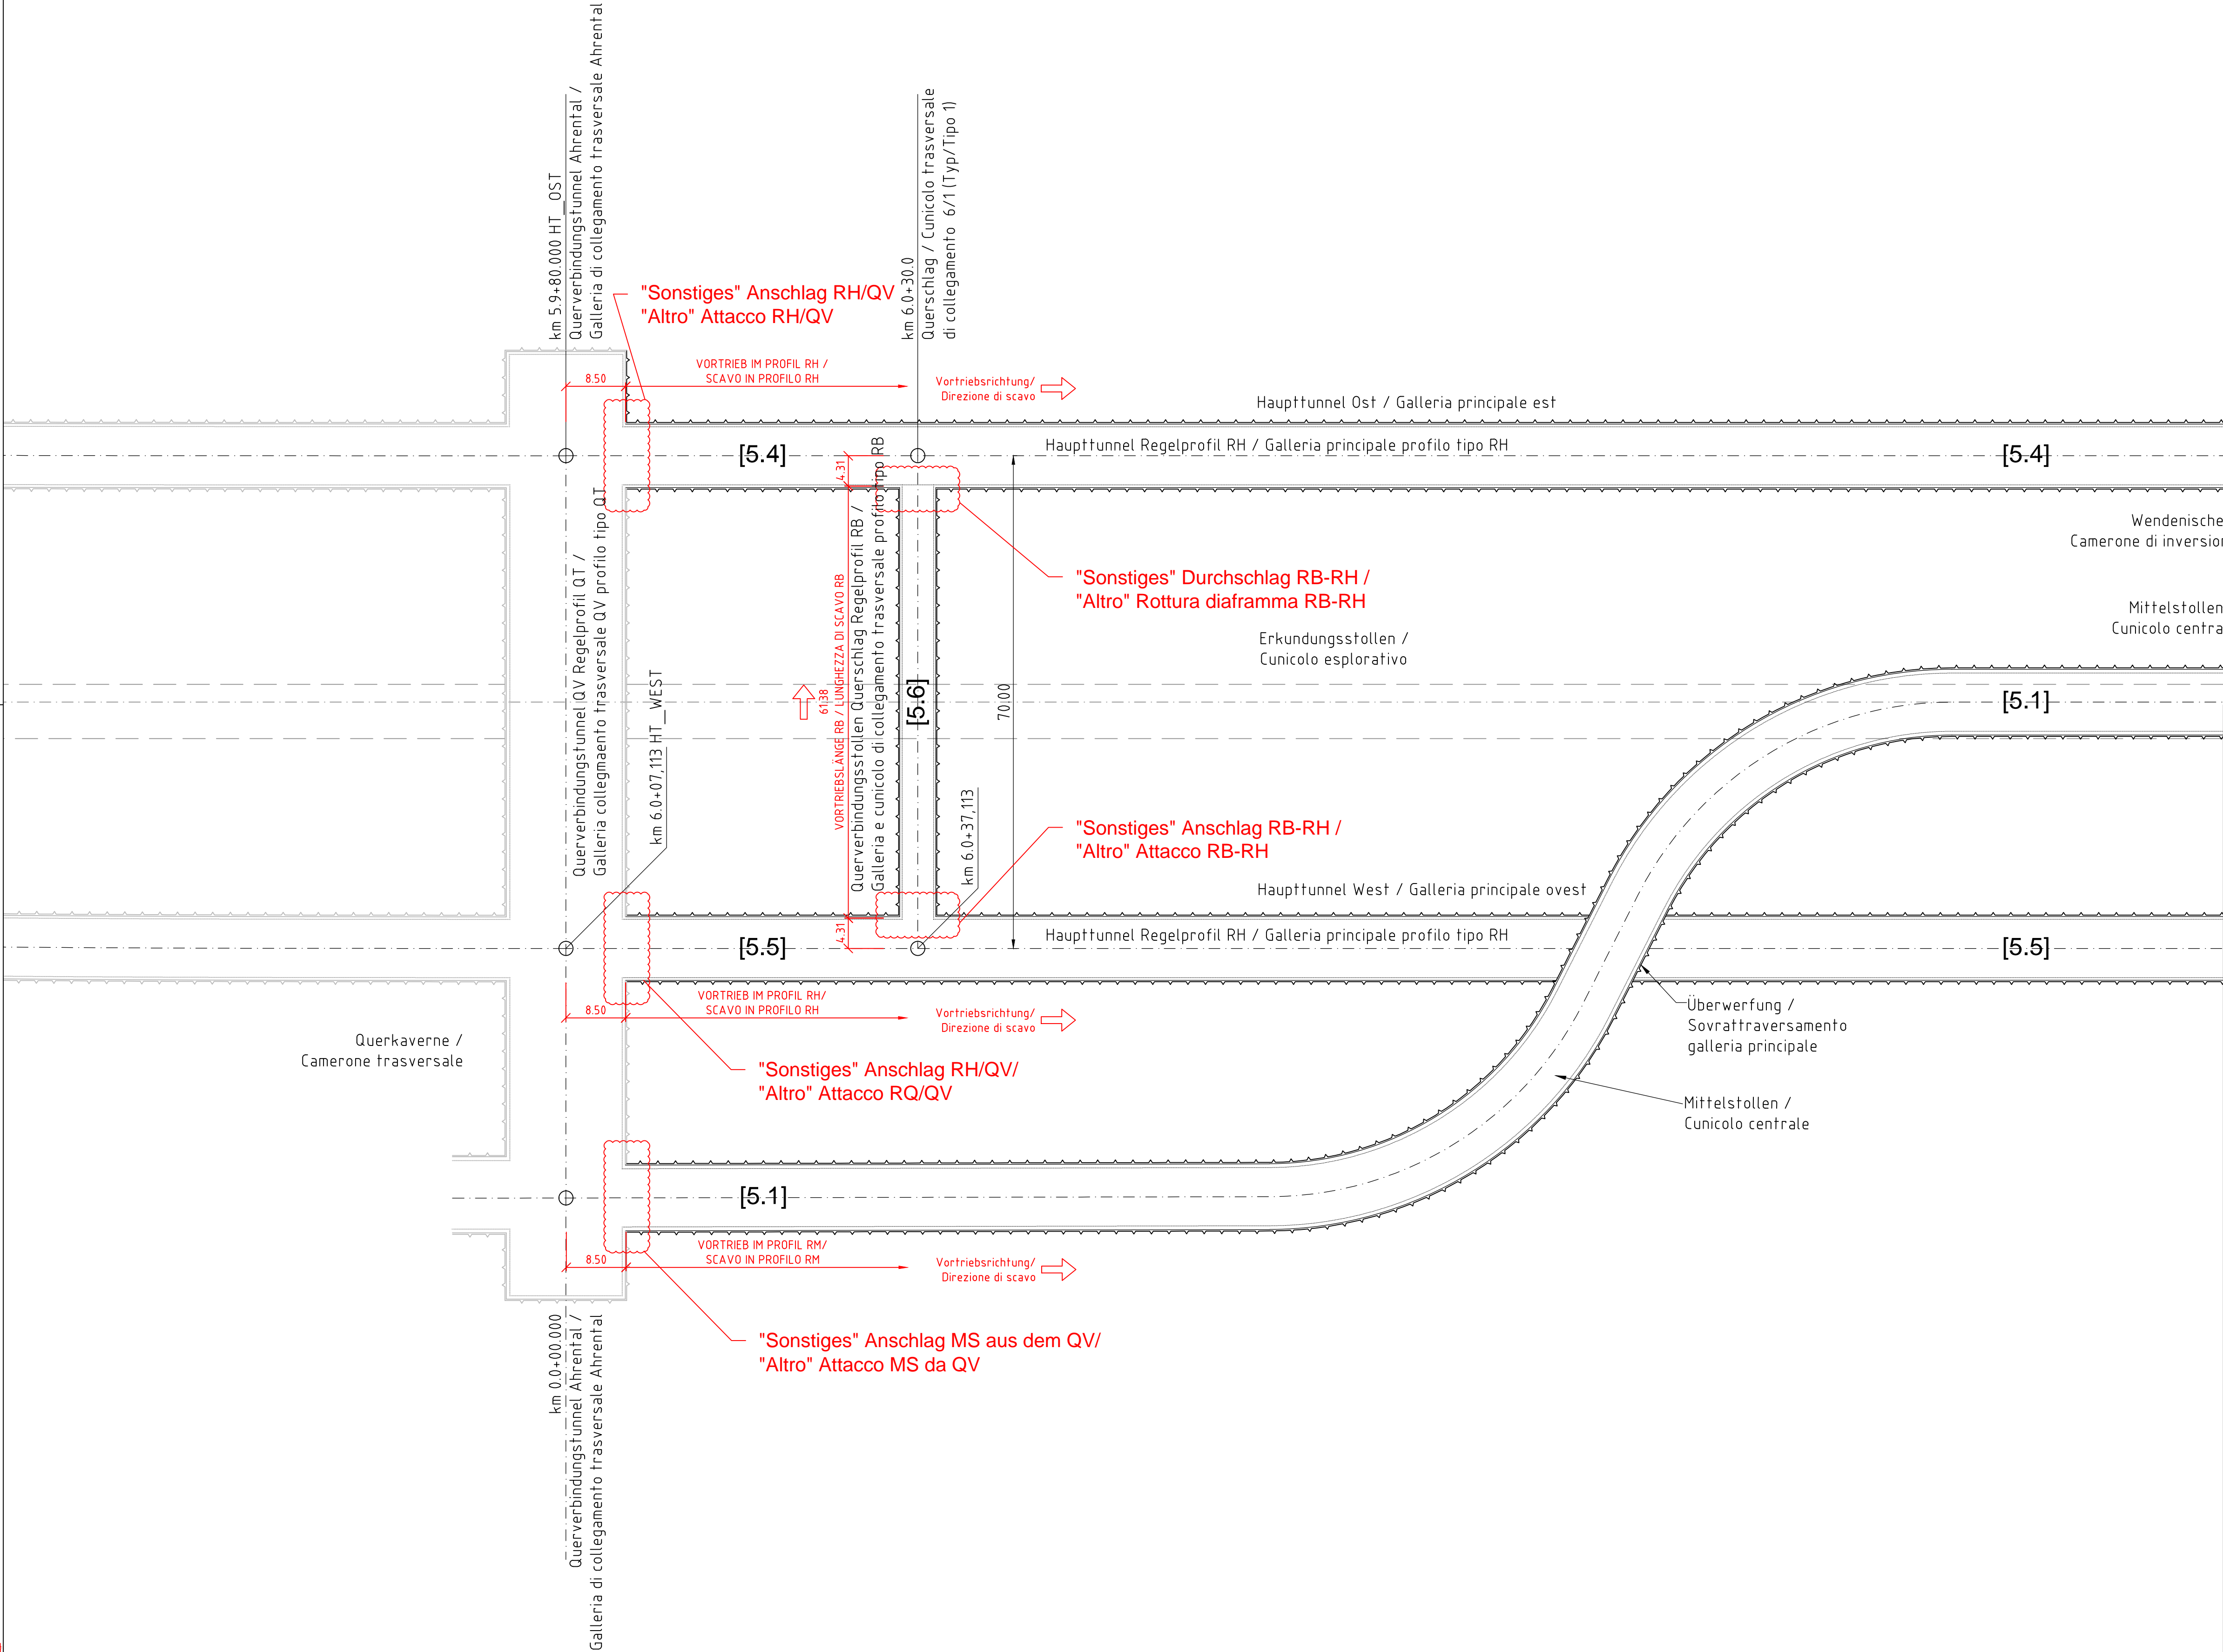 km 5.9+80.000 HT_OST
Querverbindungstunnel Ahrental /
Galleria di collegamento trasversale Ahrental
km 6.0+30.0
Querschlag / Cunicolo trasversale
di collegamento 6/1 (Typ/Tipo 1)
"Sonstiges" Anschlag RH/QV
"Altro" Attacco RH/QV
8.50
VORTRIEB IM PROFIL RH /
SCAVO IN PROFILO RH
Vortriebsrichtung/
Direzione di scavo
Haupttunnel Ost / Galleria principale est
[5.4]
Haupttunnel Regelprofil RH / Galleria principale profilo tipo RH
[5.4]
4.31
Wendenische
Camerone di inversion
"Sonstiges" Durchschlag RB-RH /
"Altro" Rottura diaframma RB-RH
Mittelstollen
Cunicolo centra
Erkundungsstollen /
Cunicolo esplorativo
Querverbindungstunnel QV Regelprofil QT /
Galleria collegmaento trasversale QV profilo tipo QT
km 6.0+07,113 HT_WEST
61.38
VORTRIEBSLÄNGE RB / LUNGHEZZA DI SCAVO RB
Querverbindungsstollen Querschlag Regelprofil RB /
Galleria e cunicolo di collegamento trasversale profilo tipo RB
[5.6]
70.00
[5.1]
km 6.0+37,113
"Sonstiges" Anschlag RB-RH /
"Altro" Attacco RB-RH
Haupttunnel West / Galleria principale ovest
4.31
[5.5]
Haupttunnel Regelprofil RH / Galleria principale profilo tipo RH
[5.5]
8.50
VORTRIEB IM PROFIL RH/
SCAVO IN PROFILO RH
Vortriebsrichtung/
Direzione di scavo
Überwerfung /
Sovrattraversamento
galleria principale
Querkaverne /
Camerone trasversale
"Sonstiges" Anschlag RH/QV/
"Altro" Attacco RQ/QV
Mittelstollen /
Cunicolo centrale
[5.1]
8.50
VORTRIEB IM PROFIL RM/
SCAVO IN PROFILO RM
Vortriebsrichtung/
Direzione di scavo
"Sonstiges" Anschlag MS aus dem QV/
"Altro" Attacco MS da QV
km 0.0+00.000
Querverbindungstunnel Ahrental /
Galleria di collegamento trasversale Ahrental